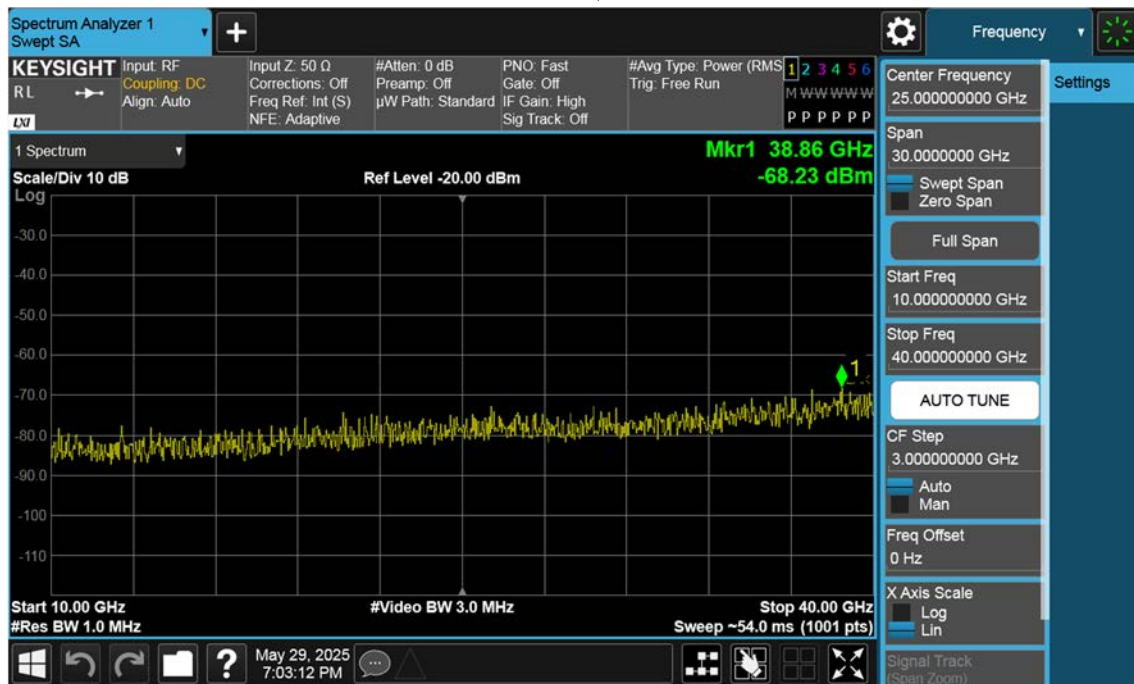 Spectrum Analyzer 1
Swept SA
Frequency
KEYSIGHT
RL
LXI
Input: RF
Coupling: DC
Align: Auto
Input Z: 50 Ω
Corrections: Off
Freq Ref: Int (S)
NFE: Adaptive
#Atten: 0 dB
Preamp: Off
µW Path: Standard
PNO: Fast
Gate: Off
IF Gain: High
Sig Track: Off
#Avg Type: Power (RMS
Trig: Free Run
1 2 3 4 5 6
M W W W W W
P P P P P P
1 Spectrum
Mkr1 38.86 GHz
-68.23 dBm
Scale/Div 10 dB
Ref Level -20.00 dBm
Log
-30.0
-40.0
-50.0
-60.0
-70.0
-80.0
-90.0
-100
-110
1
Start 10.00 GHz
#Video BW 3.0 MHz
Stop 40.00 GHz
#Res BW 1.0 MHz
Sweep ~54.0 ms (1001 pts)
May 29, 2025
7:03:12 PM
?
Center Frequency
25.000000000 GHz
Span
30.0000000 GHz
Swept Span
Zero Span
Full Span
Start Freq
10.000000000 GHz
Stop Freq
40.000000000 GHz
AUTO TUNE
CF Step
3.000000000 GHz
Auto
Man
Freq Offset
0 Hz
X Axis Scale
Log
Lin
Signal Track
(Span Zoom)
Settings